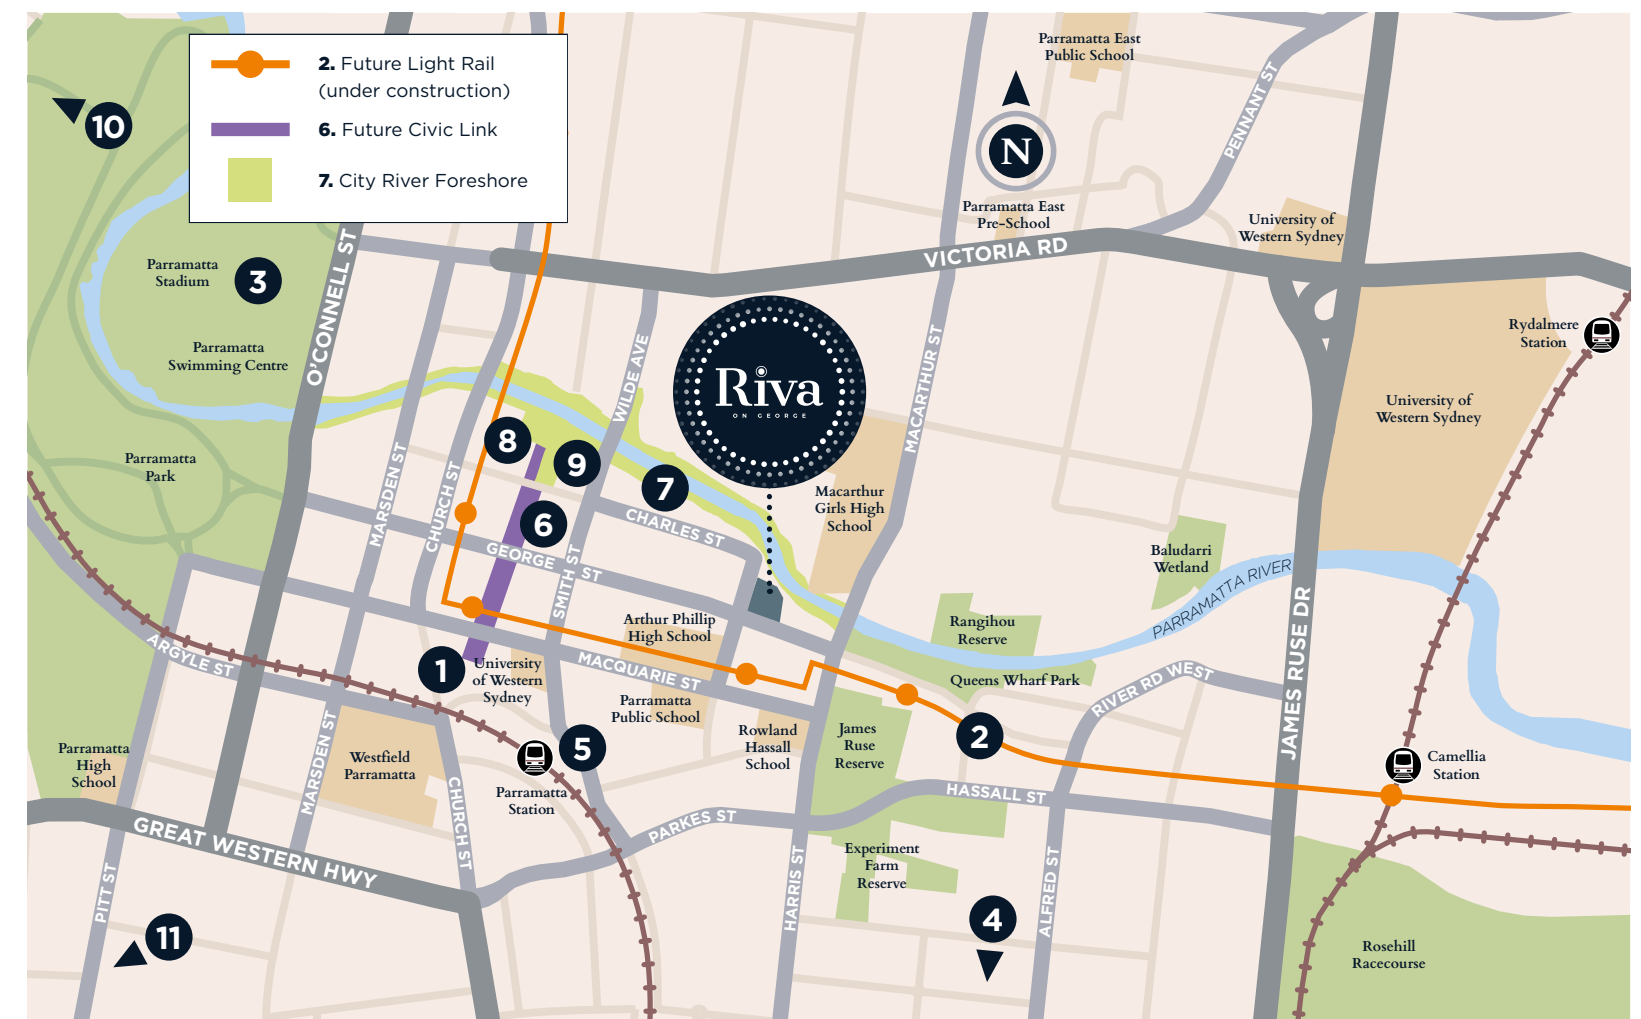 2. Future Light Rail
(under construction)
6. Future Civic Link
7. City River Foreshore
Parramatta East
Public School
PENNANT ST
10
N
Parramatta East
Pre-School
University of
Western Sydney
VICTORIA RD
O'CONNELL ST
Parramatta
Stadium
3
Parramatta
Swimming Centre
Rydalmere
Station
WILDE AVE
Riva
ON GEORGE
MACARTHUR ST
University of
Western Sydney
Parramatta
Park
MARSDEN ST
CHURCH ST
8
9
7
6
Macarthur
Girls High
School
CHARLES ST
GEORGE ST
SMITH ST
Baludarri
Wetland
PARRAMATTA RIVER
JAMES RUSE DR
Arthur Phillip
High School
Rangihou
Reserve
ARGYLE ST
1
University
of Western
Sydney
MACQUARIE ST
Queens Wharf Park
RIVER RD WEST
Parramatta
Public School
Rowland
Hassall
School
James
Ruse
Reserve
2
5
Parramatta
High
School
MARSDEN ST
Westfield
Parramatta
CHURCH ST
Parramatta
Station
Camellia
Station
HASSALL ST
PARKES ST
GREAT WESTERN HWY
Experiment
Farm
Reserve
PITT ST
HARRIS ST
ALFRED ST
4
11
Rosehill
Racecourse